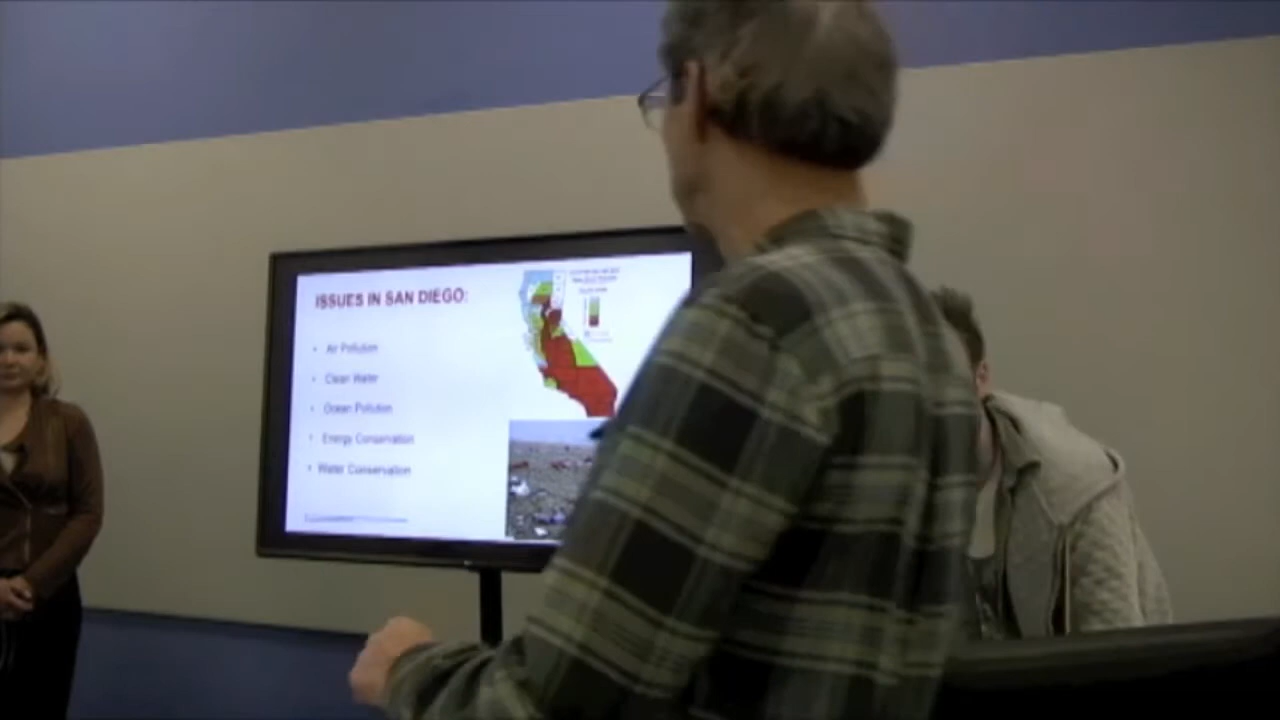 ISSUES IN SAN DIEGO:
• Air Pollution
• Clean Water
• Ocean Pollution
• Energy Conservation
• Water Conservation